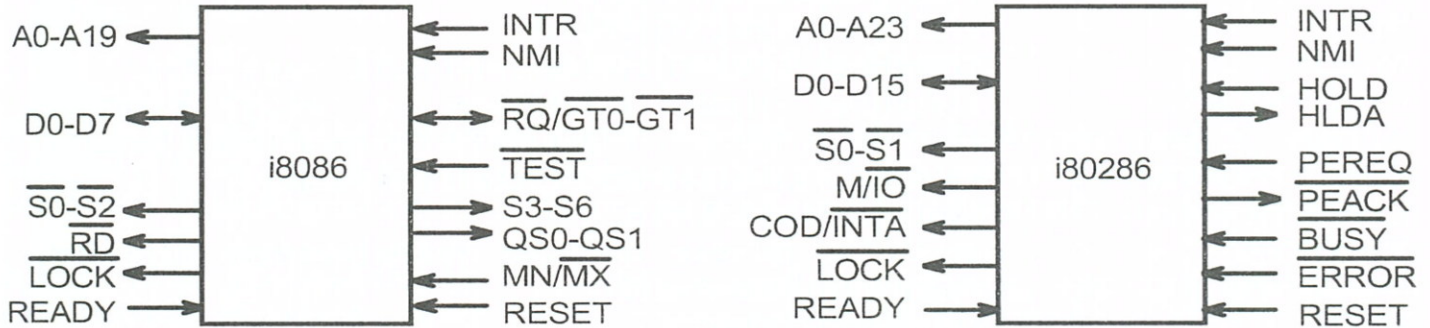 A0-A19
D0-D7
S0-S2
RD
LOCK
READY
i8086
INTR
NMI
RQ/GT0-GT1
TEST
S3-S6
QS0-QS1
MN/MX
RESET
A0-A23
D0-D15
S0-S1
M/IO
COD/INTA
LOCK
READY
i80286
INTR
NMI
HOLD
HLDA
PEREQ
PEACK
BUSY
ERROR
RESET